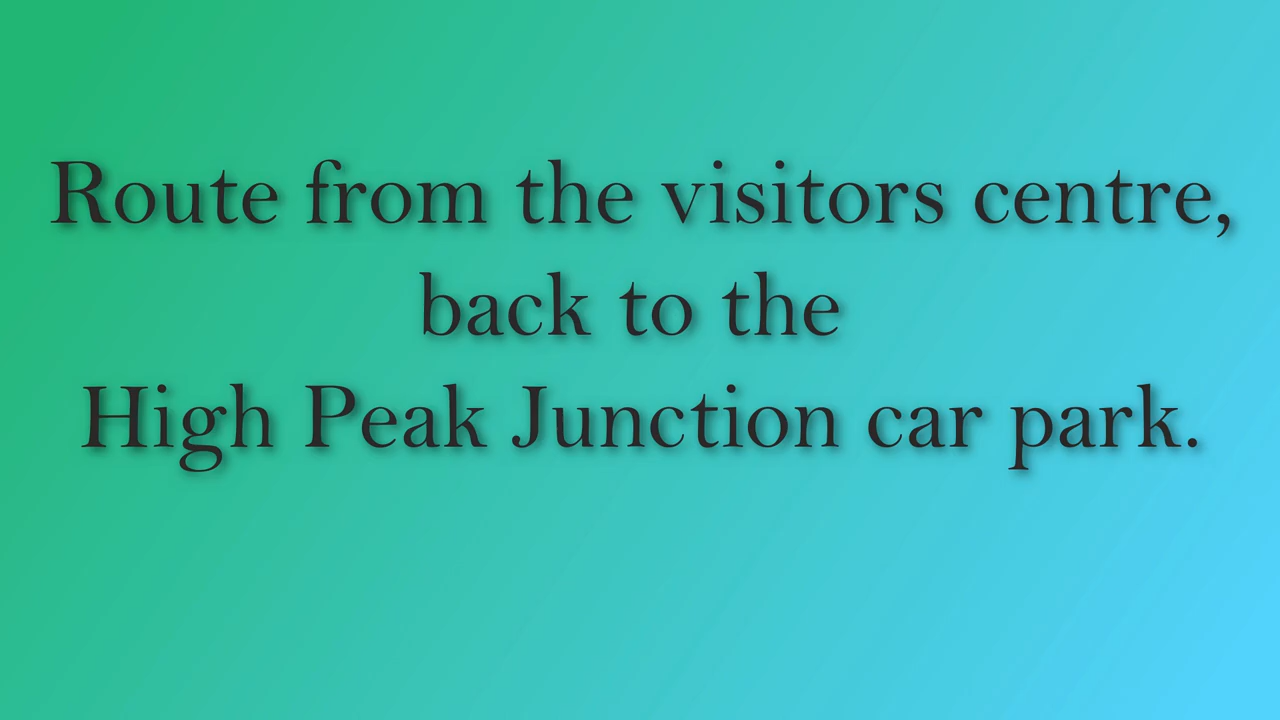 Route from the visitors centre,
back to the
High Peak Junction car park.